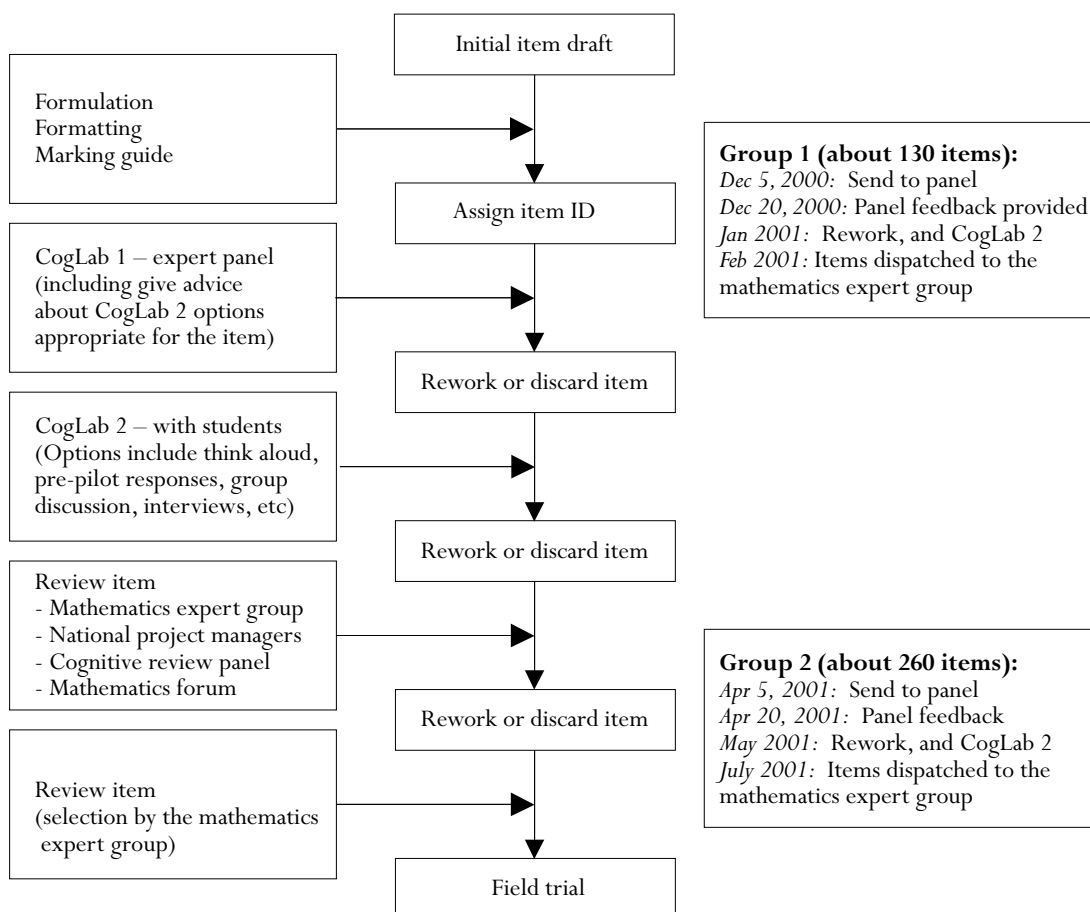 Initial item draft
Formulation
Formatting
Marking guide
Assign item ID
CogLab 1 – expert panel
(including give advice
about CogLab 2 options
appropriate for the item)
Rework or discard item
CogLab 2 – with students
(Options include think aloud,
pre-pilot responses, group
discussion, interviews, etc)
Rework or discard item
Review item
- Mathematics expert group
- National project managers
- Cognitive review panel
- Mathematics forum
Rework or discard item
Review item
(selection by the mathematics
expert group)
Field trial
Group 1 (about 130 items):
Dec 5, 2000: Send to panel
Dec 20, 2000: Panel feedback provided
Jan 2001: Rework, and CogLab 2
Feb 2001: Items dispatched to the
mathematics expert group
Group 2 (about 260 items):
Apr 5, 2001: Send to panel
Apr 20, 2001: Panel feedback
May 2001: Rework, and CogLab 2
July 2001: Items dispatched to the
mathematics expert group